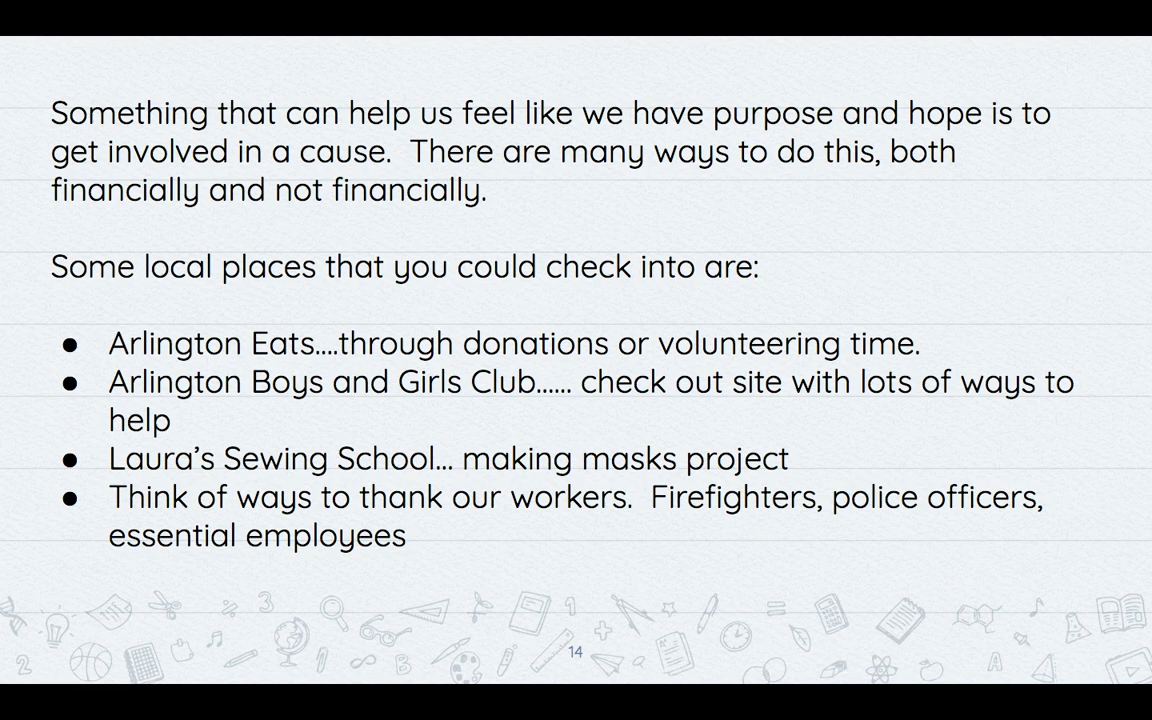 Something that can help us feel like we have purpose and hope is to
get involved in a cause.  There are many ways to do this, both
financially and not financially.
Some local places that you could check into are:
● Arlington Eats....through donations or volunteering time.
● Arlington Boys and Girls Club...... check out site with lots of ways to
help
● Laura’s Sewing School... making masks project
● Think of ways to thank our workers.  Firefighters, police officers,
essential employees
3
1
2
B
A
14